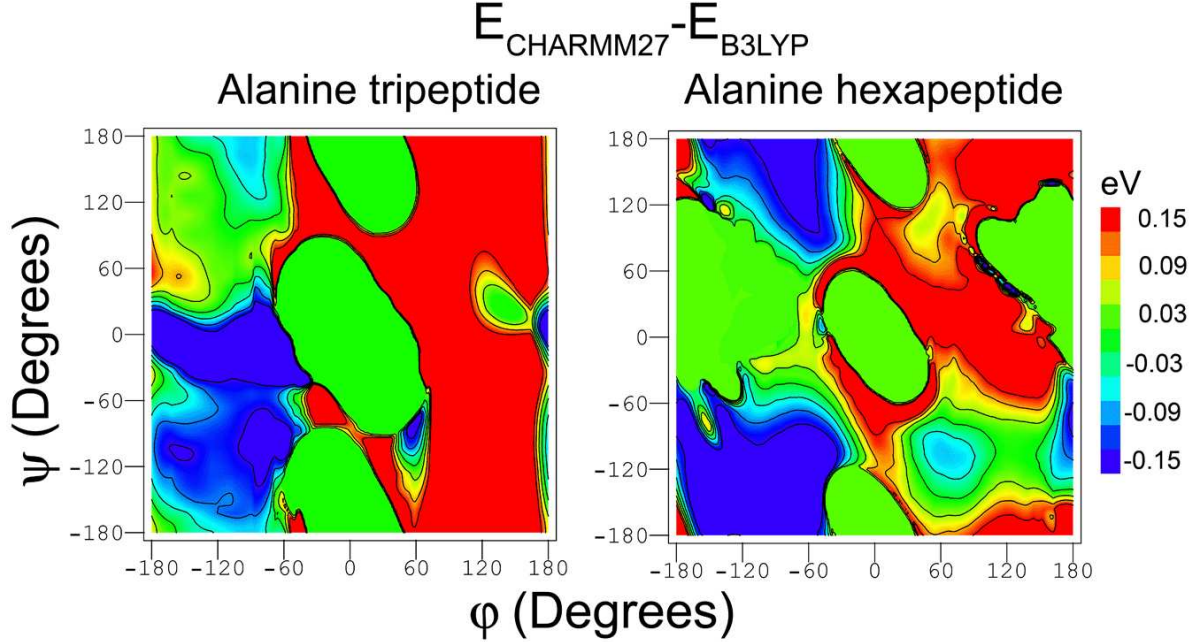 E_CHARMM27-E_B3LYP
Alanine tripeptide Alanine hexapeptide
180 180
120 120
60 60
0 0
-60 -60
-120 -120
-180 -180
-180 -120 -60 0 60 120 180 -180 -120 -60 0 60 120 180
ψ (Degrees)
φ (Degrees)
eV
0.15
0.09
0.03
-0.03
-0.09
-0.15